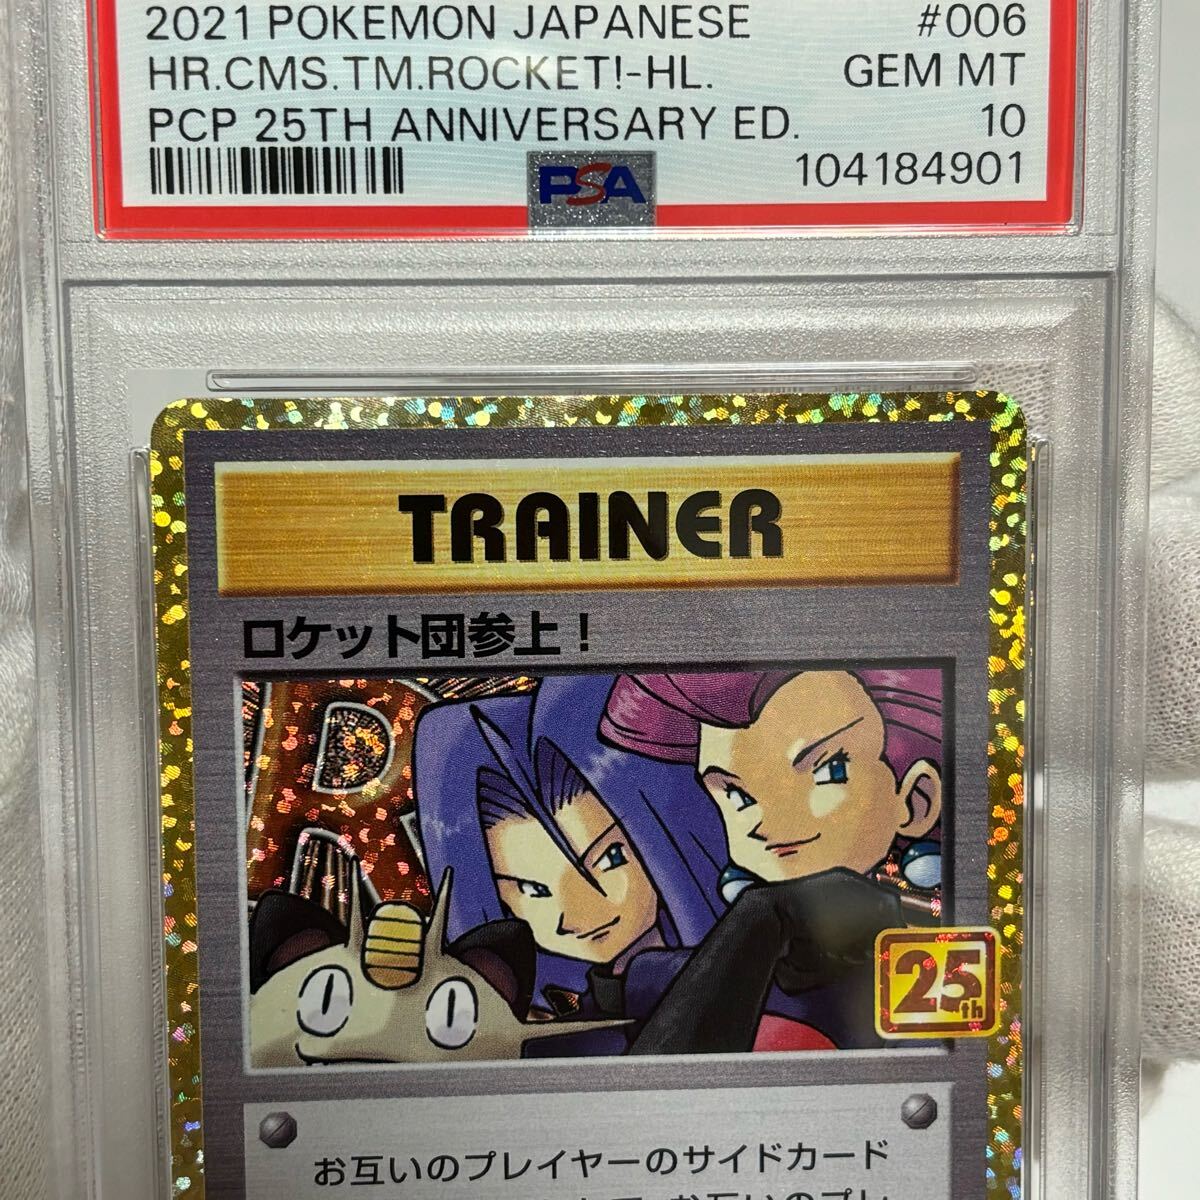 2021 POKEMON JAPANESE #006
HR.CMS.TM.ROCKET!-HL. GEM MT
PCP 25TH ANNIVERSARY ED. 10
PSA 104184901
TRAINER
ロケット団参上!
25th
お互いのプレイヤーのサイドカード